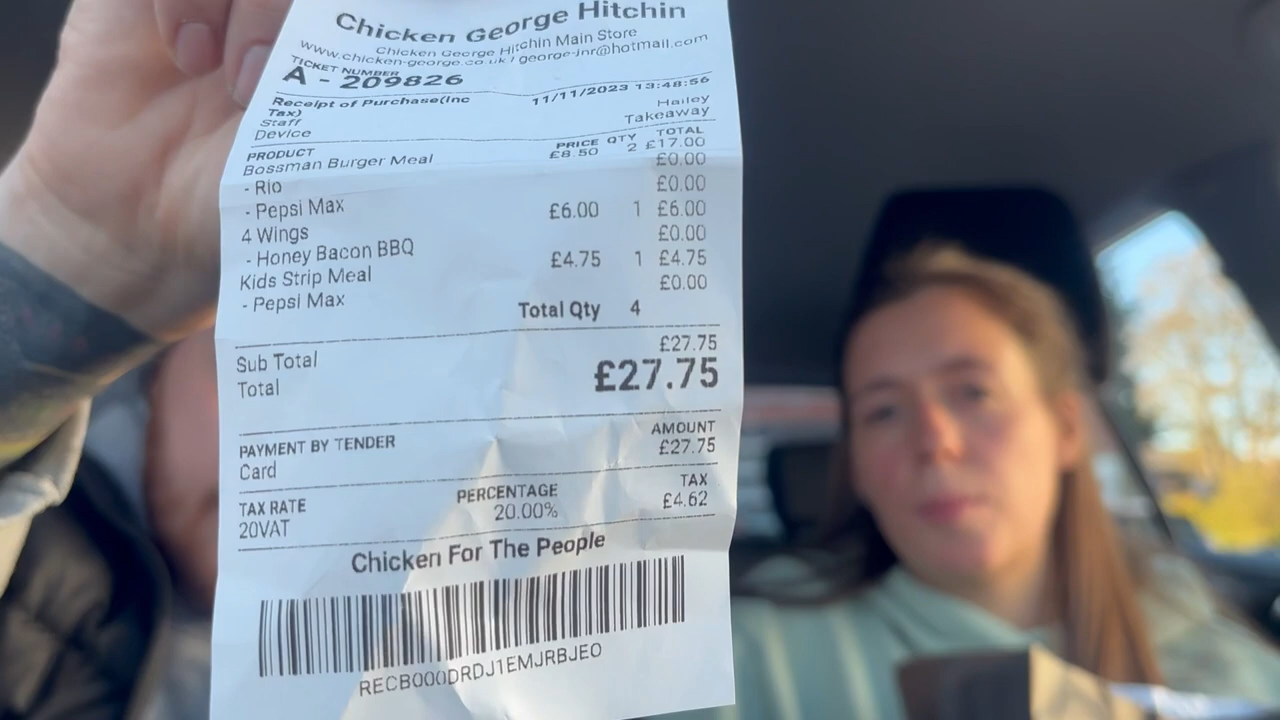 Chicken George Hitchin
Chicken George Hitchin Main Store
www.chicken-george.co.uk / george-jnr@hotmail.com
TICKET NUMBER
A - 209826
Receipt of Purchase(Inc Tax) 11/11/2023 13:48:56
Staff Hailey
Device Takeaway
PRODUCT PRICE QTY TOTAL
Bossman Burger Meal £8.50 2 £17.00
- Rio £0.00
- Pepsi Max £0.00
4 Wings £6.00 1 £6.00
- Honey Bacon BBQ £0.00
Kids Strip Meal £4.75 1 £4.75
- Pepsi Max £0.00
Total Qty 4
Sub Total £27.75
Total £27.75
PAYMENT BY TENDER AMOUNT
Card £27.75
TAX RATE PERCENTAGE TAX
20VAT 20.00% £4.62
Chicken For The People
RECB000DRDJ1EMJRBJEO